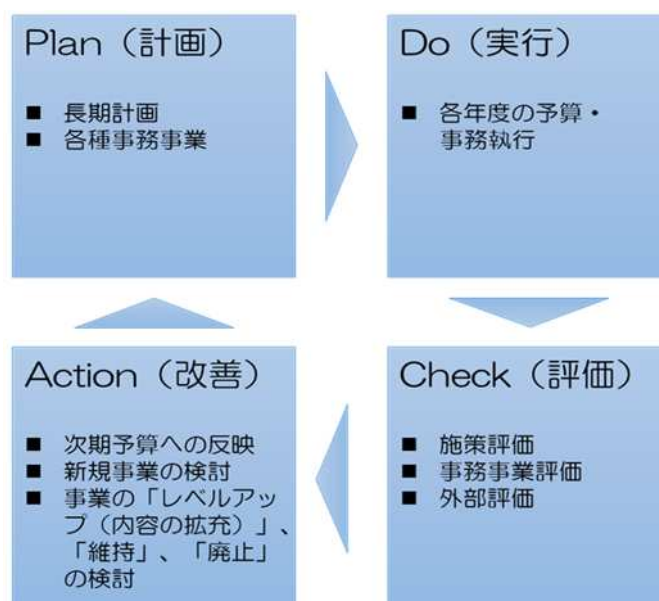 Plan（計画）
■ 長期計画
■ 各種事務事業
Do（実行）
■ 各年度の予算・
事務執行
Action（改善）
■ 次期予算への反映
■ 新規事業の検討
■ 事業の「レベルアッ
プ（内容の拡充）」、
「維持」、「廃止」
の検討
Check（評価）
■ 施策評価
■ 事務事業評価
■ 外部評価